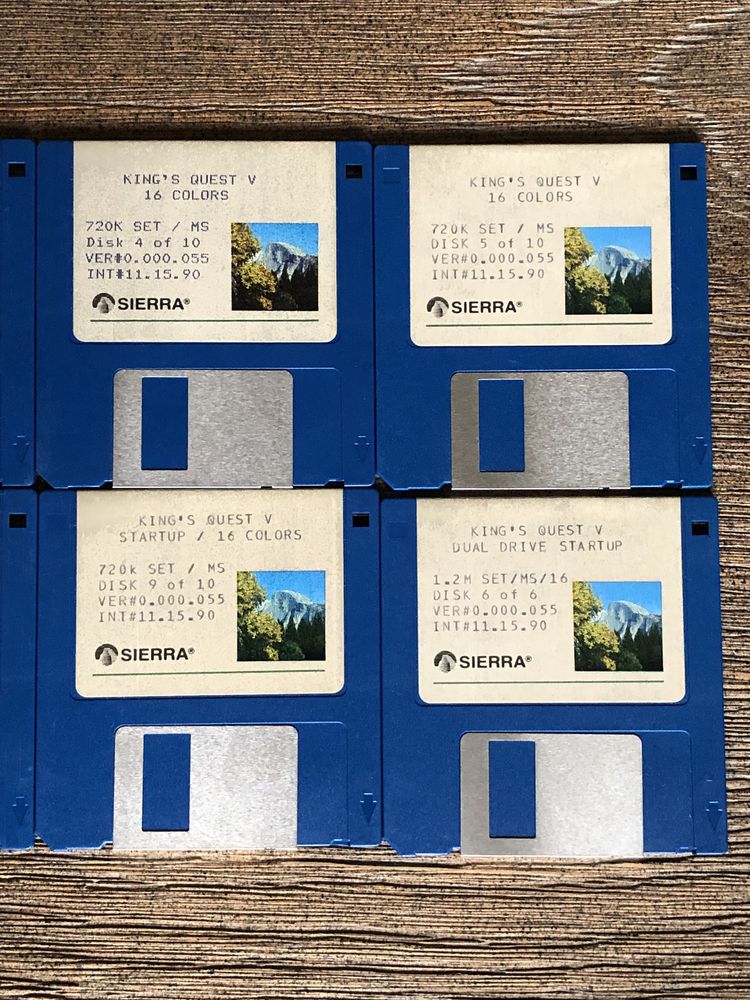 KING'S QUEST V
16 COLORS
720K SET / MS
Disk 4 of 10
VER#0.000.055
INT#11.15.90
SIERRA®
KING'S QUEST V
16 COLORS
720K SET / MS
DISK 5 of 10
VER#0.000.055
INT#11.15.90
SIERRA®
KING'S QUEST V
STARTUP / 16 COLORS
720k SET / MS
DISK 9 of 10
VER#0.000.055
INT#11.15.90
SIERRA®
KING'S QUEST V
DUAL DRIVE STARTUP
1.2M SET/MS/16
DISK 6 of 6
VER#0.000.055
INT#11.15.90
SIERRA®